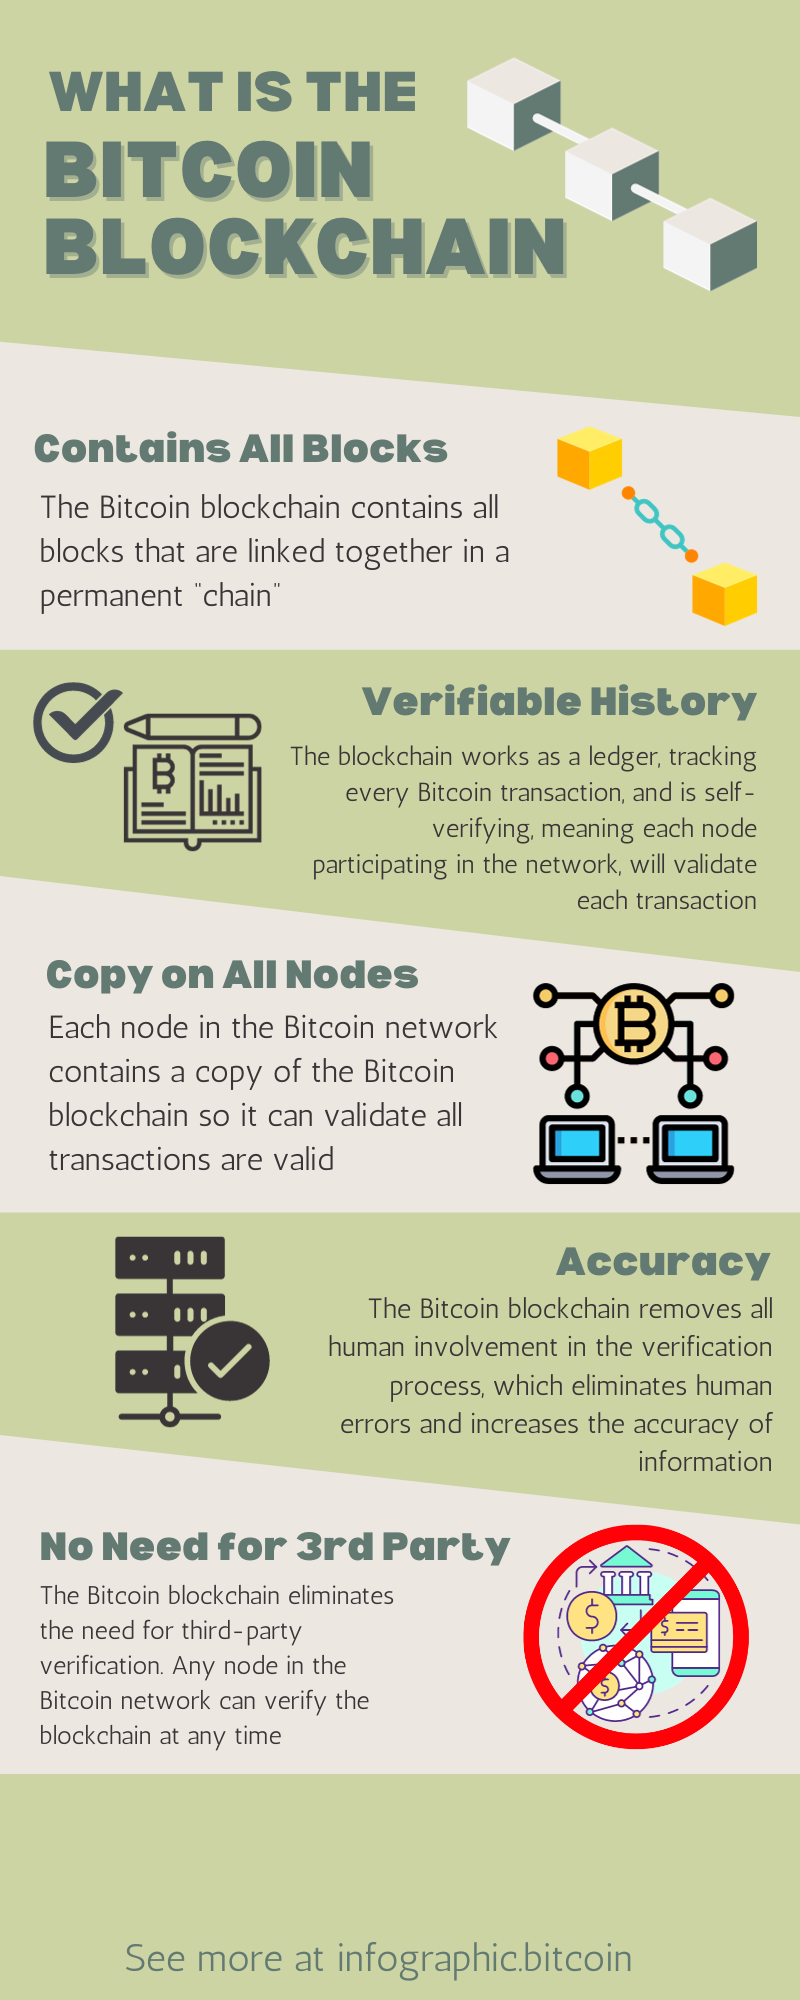 WHAT IS THE
BITCOIN
BLOCKCHAIN
Contains All Blocks
The Bitcoin blockchain contains all
blocks that are linked together in a
permanent "chain"
Verifiable History
The blockchain works as a ledger, tracking
every Bitcoin transaction, and is self-
verifying, meaning each node
participating in the network, will validate
each transaction
Copy on All Nodes
Each node in the Bitcoin network
contains a copy of the Bitcoin
blockchain so it can validate all
transactions are valid
Accuracy
The Bitcoin blockchain removes all
human involvement in the verification
process, which eliminates human
errors and increases the accuracy of
information
No Need for 3rd Party
The Bitcoin blockchain eliminates
the need for third-party
verification. Any node in the
Bitcoin network can verify the
blockchain at any time
See more at infographic.bitcoin